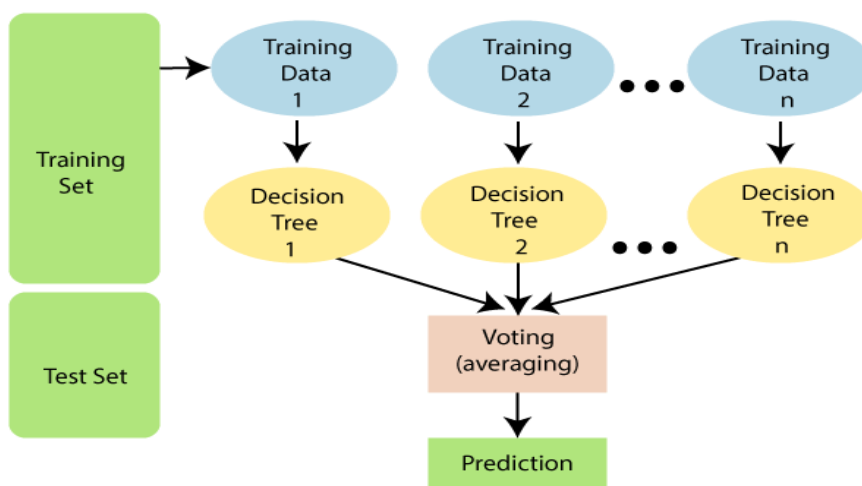 Training
Set
Test Set
Training
Data
1
Training
Data
2
Training
Data
n
Decision
Tree
1
Decision
Tree
2
Decision
Tree
n
Voting
(averaging)
Prediction